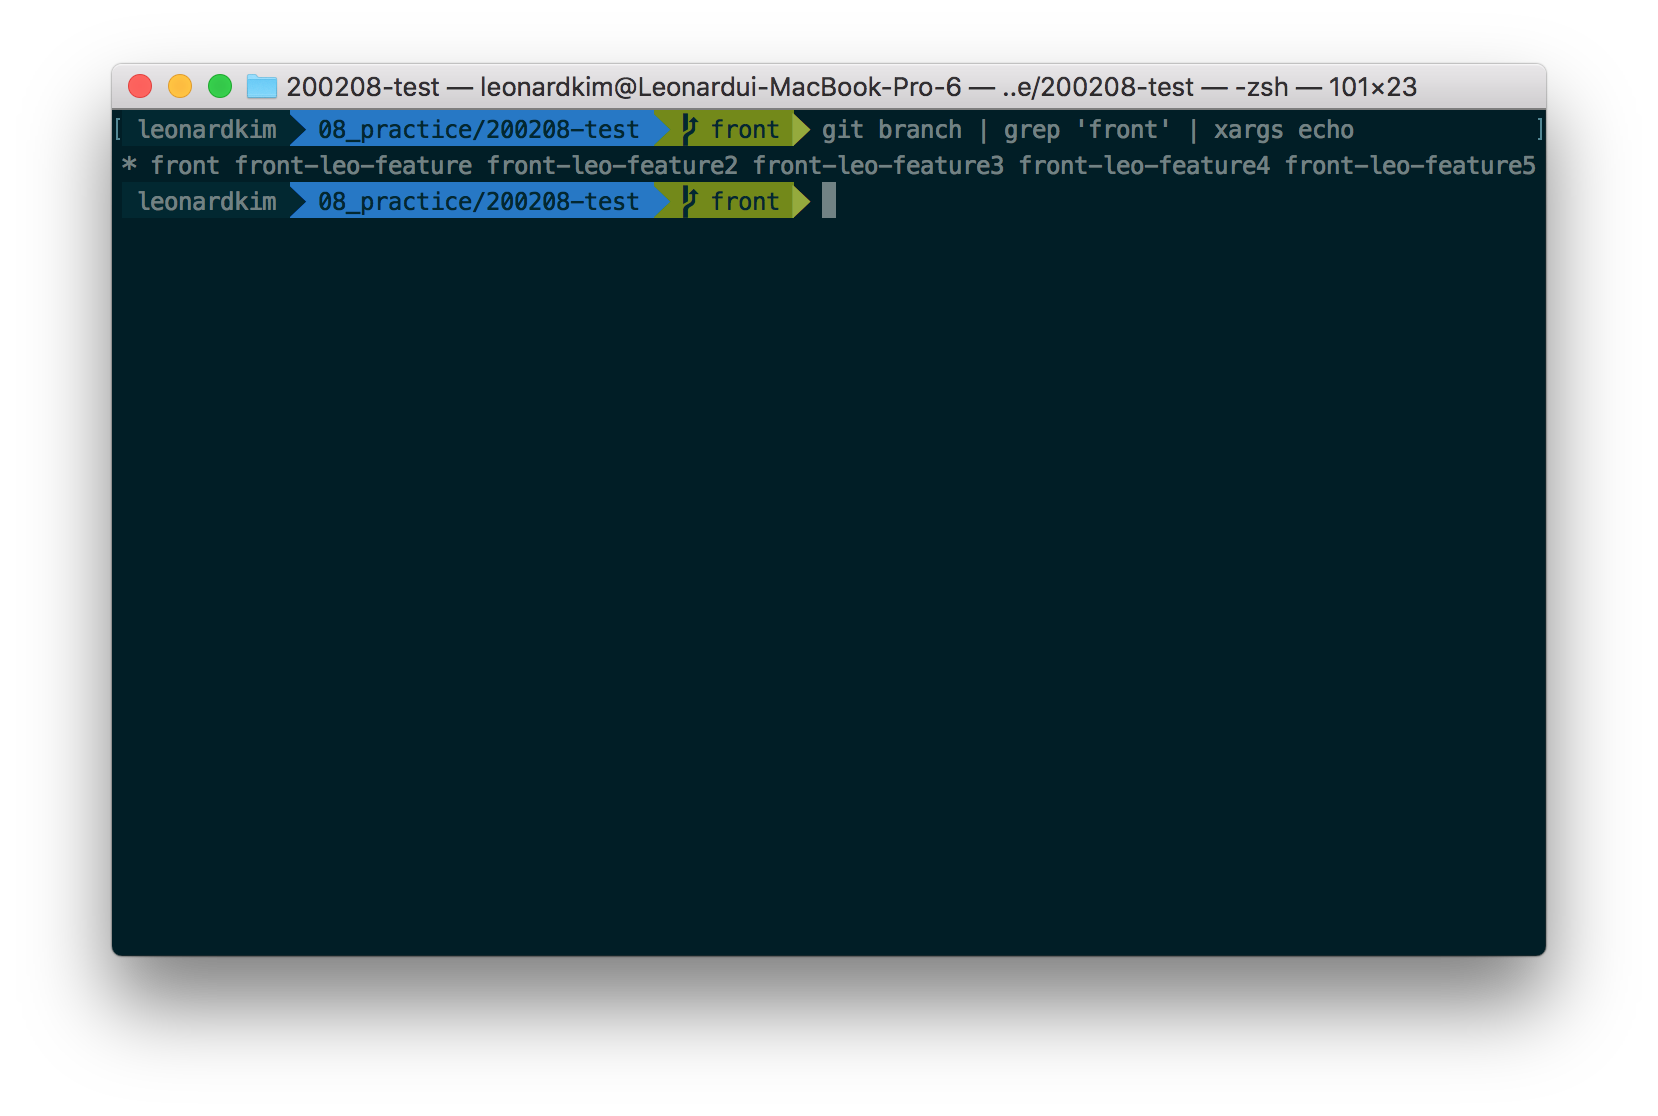 200208-test — leonardkim@Leonardui-MacBook-Pro-6 — ..e/200208-test — -zsh — 101×23
[ leonardkim 08_practice/200208-test front git branch | grep 'front' | xargs echo ]
* front front-leo-feature front-leo-feature2 front-leo-feature3 front-leo-feature4 front-leo-feature5
leonardkim 08_practice/200208-test front